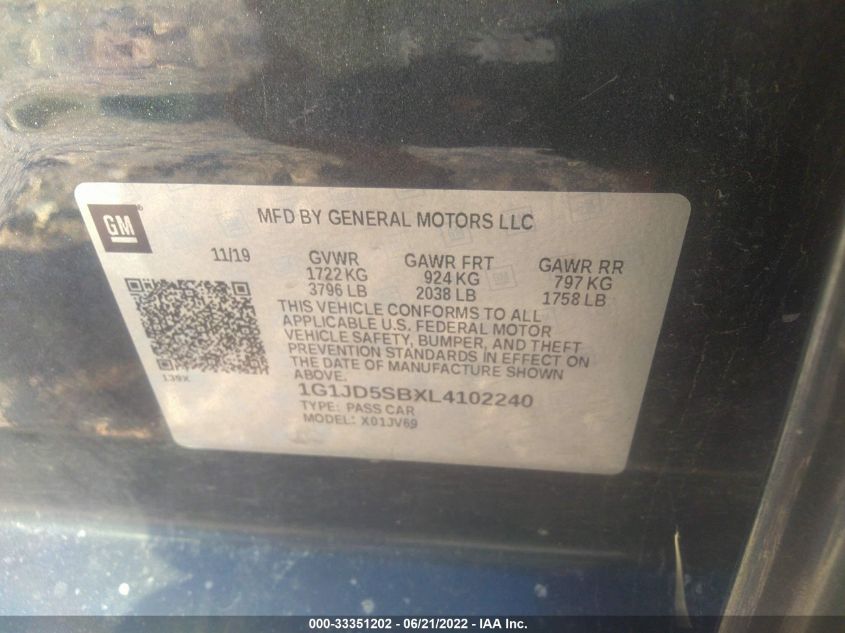 GM
MFD BY GENERAL MOTORS LLC
11/19 GVWR GAWR FRT GAWR RR
1722 KG 924 KG 797 KG
3796 LB 2038 LB 1758 LB
THIS VEHICLE CONFORMS TO ALL
APPLICABLE U.S. FEDERAL MOTOR
VEHICLE SAFETY, BUMPER, AND THEFT
PREVENTION STANDARDS IN EFFECT ON
THE DATE OF MANUFACTURE SHOWN
ABOVE.
139X
1G1JD5SBXL4102240
TYPE: PASS CAR
MODEL: X01JV69
000-33351202 - 06/21/2022 - IAA Inc.